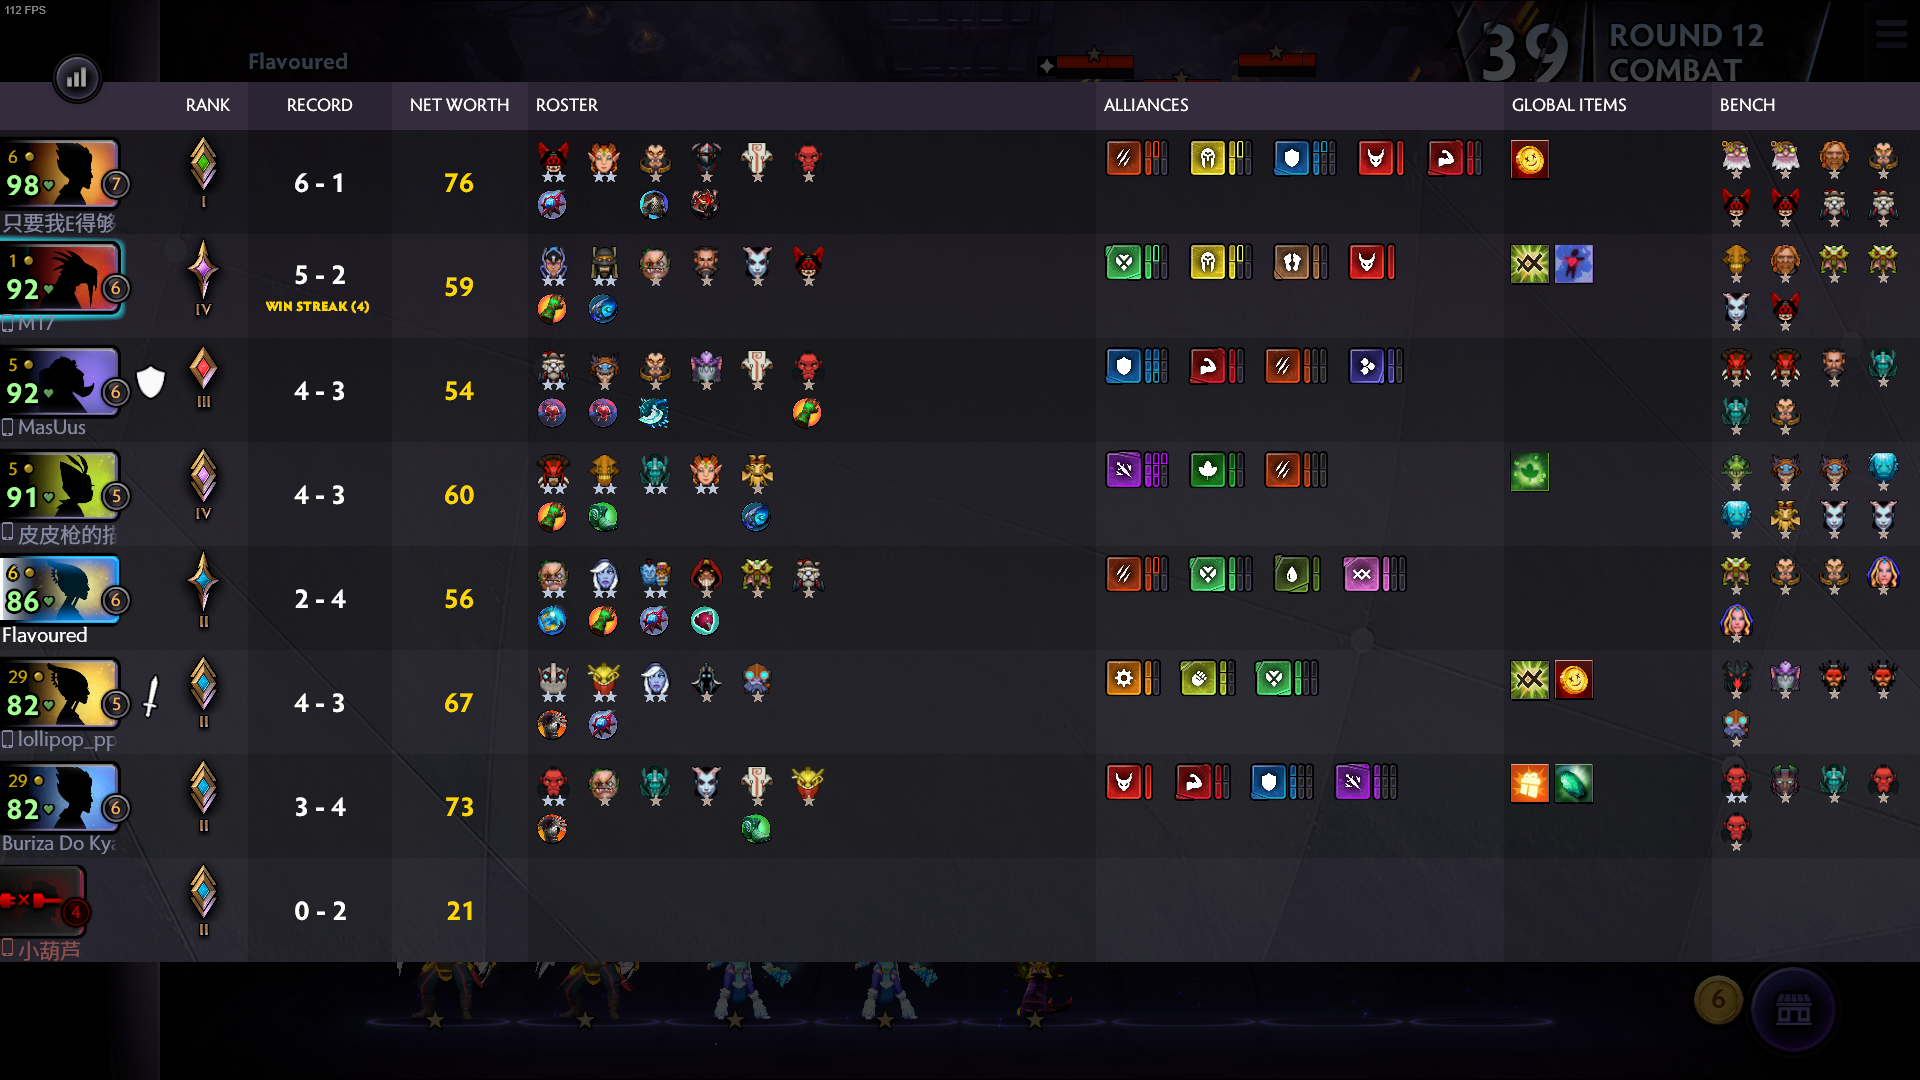 112 FPS
Flavoured
39
ROUND 12
COMBAT
RANK RECORD NET WORTH ROSTER ALLIANCES GLOBAL ITEMS BENCH
6
98 7 I 6 - 1 76
只要我E得够
1
92 6 IV 5 - 2 59
WIN STREAK (4)
M17
5
92 6 III 4 - 3 54
MasUus
5
91 5 IV 4 - 3 60
皮皮枪的
6
86 6 II 2 - 4 56
Flavoured
29
82 5 II 4 - 3 67
lollipop_pp
29
82 6 II 3 - 4 73
Buriza Do Kya
4 II 0 - 2 21
小葫芦
6